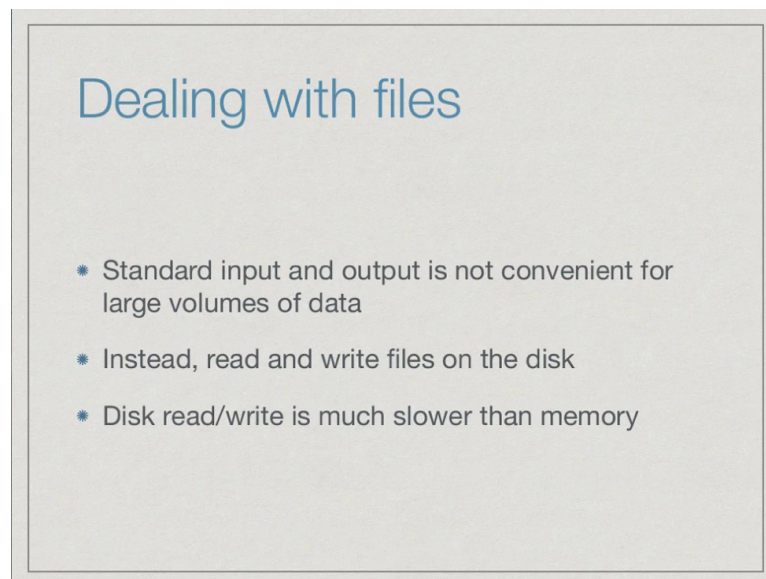 Dealing with files
Standard input and output is not convenient for
large volumes of data
Instead, read and write files on the disk
Disk read/write is much slower than memory